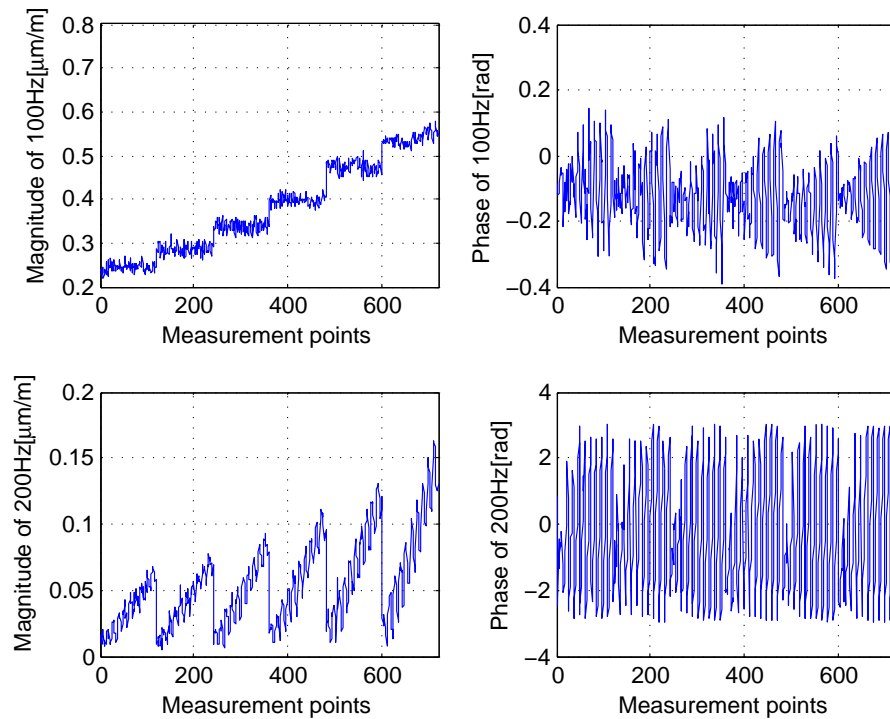 Magnitude of 100Hz[μm/m]
0.8
0.7
0.6
0.5
0.4
0.3
0.2
0 200 400 600
Measurement points
Phase of 100Hz[rad]
0.4
0.2
0
−0.2
−0.4
0 200 400 600
Measurement points
Magnitude of 200Hz[μm/m]
0.2
0.15
0.1
0.05
0
0 200 400 600
Measurement points
Phase of 200Hz[rad]
4
2
0
−2
−4
0 200 400 600
Measurement points